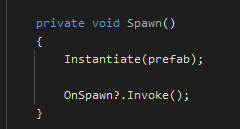 private void Spawn()
{
Instantiate(prefab);
OnSpawn?.Invoke();
}